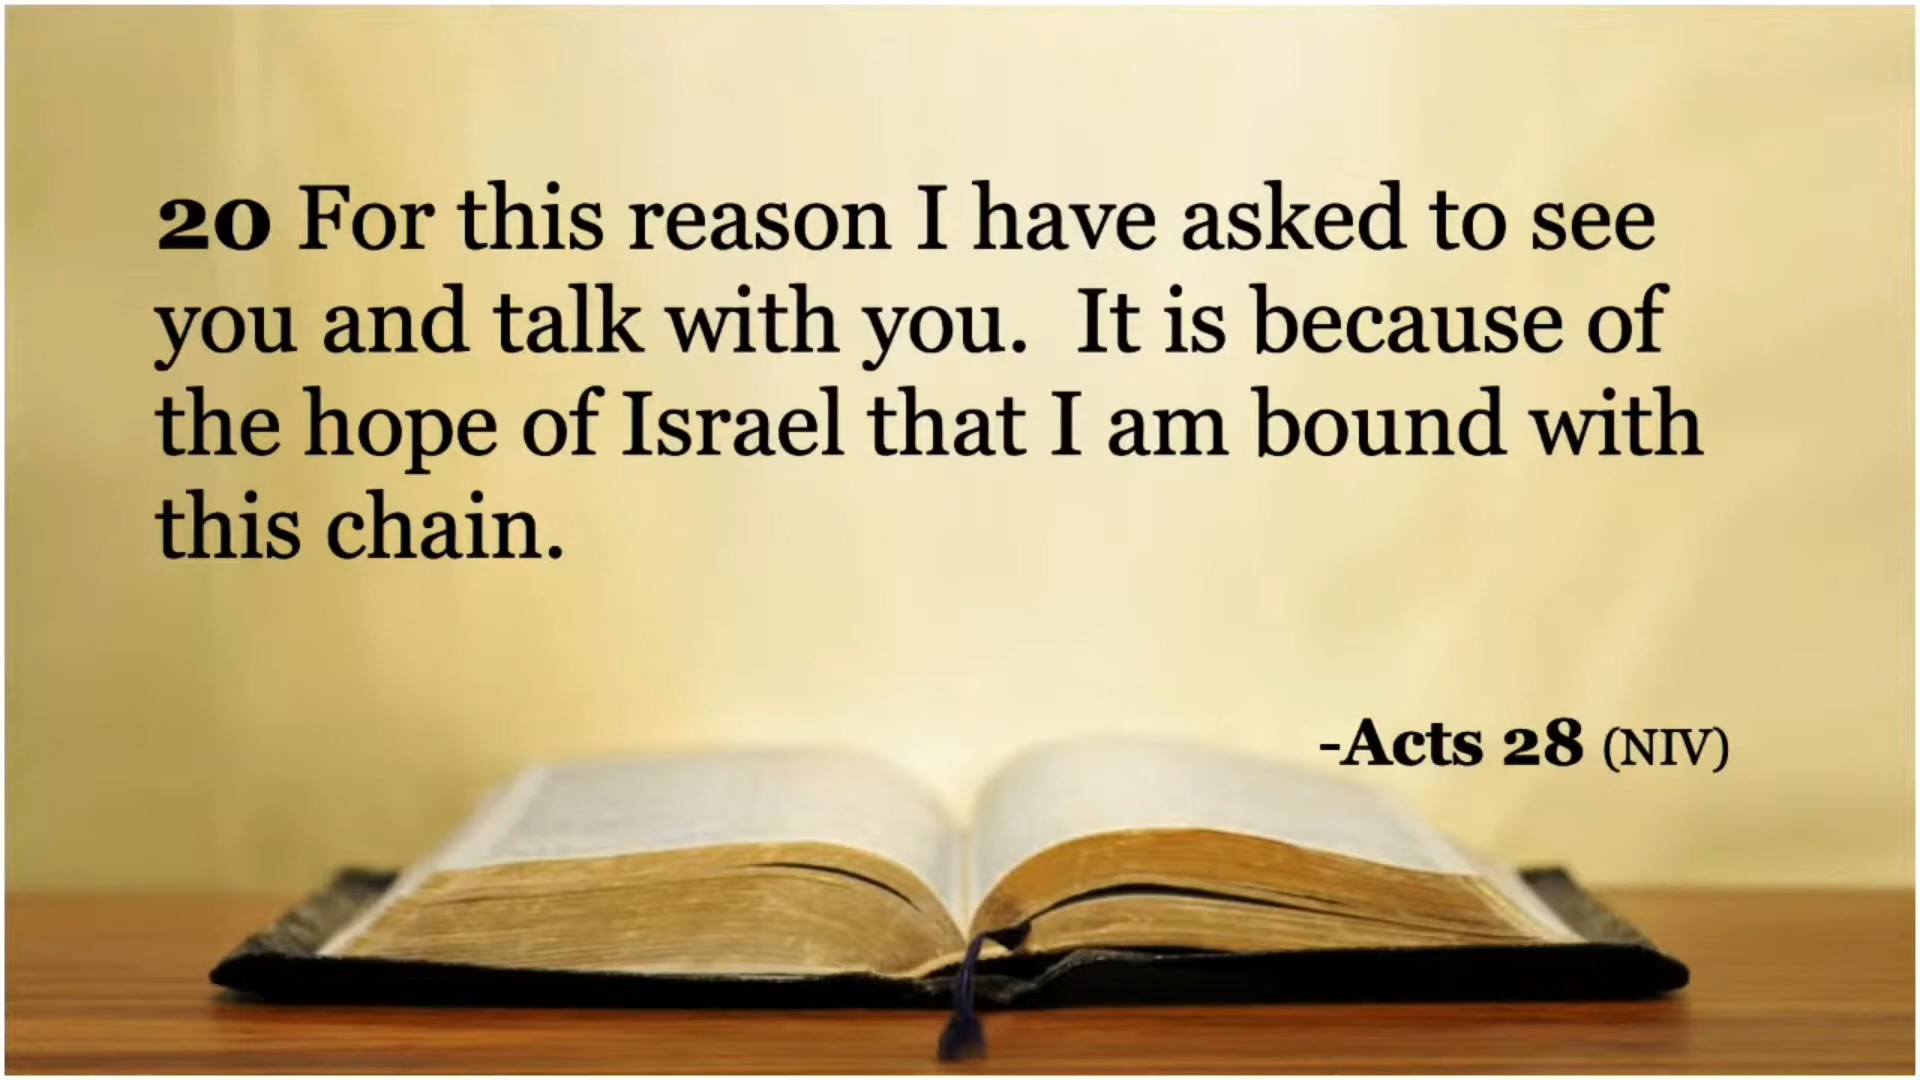 20 For this reason I have asked to see
you and talk with you.  It is because of
the hope of Israel that I am bound with
this chain.
-Acts 28 (NIV)